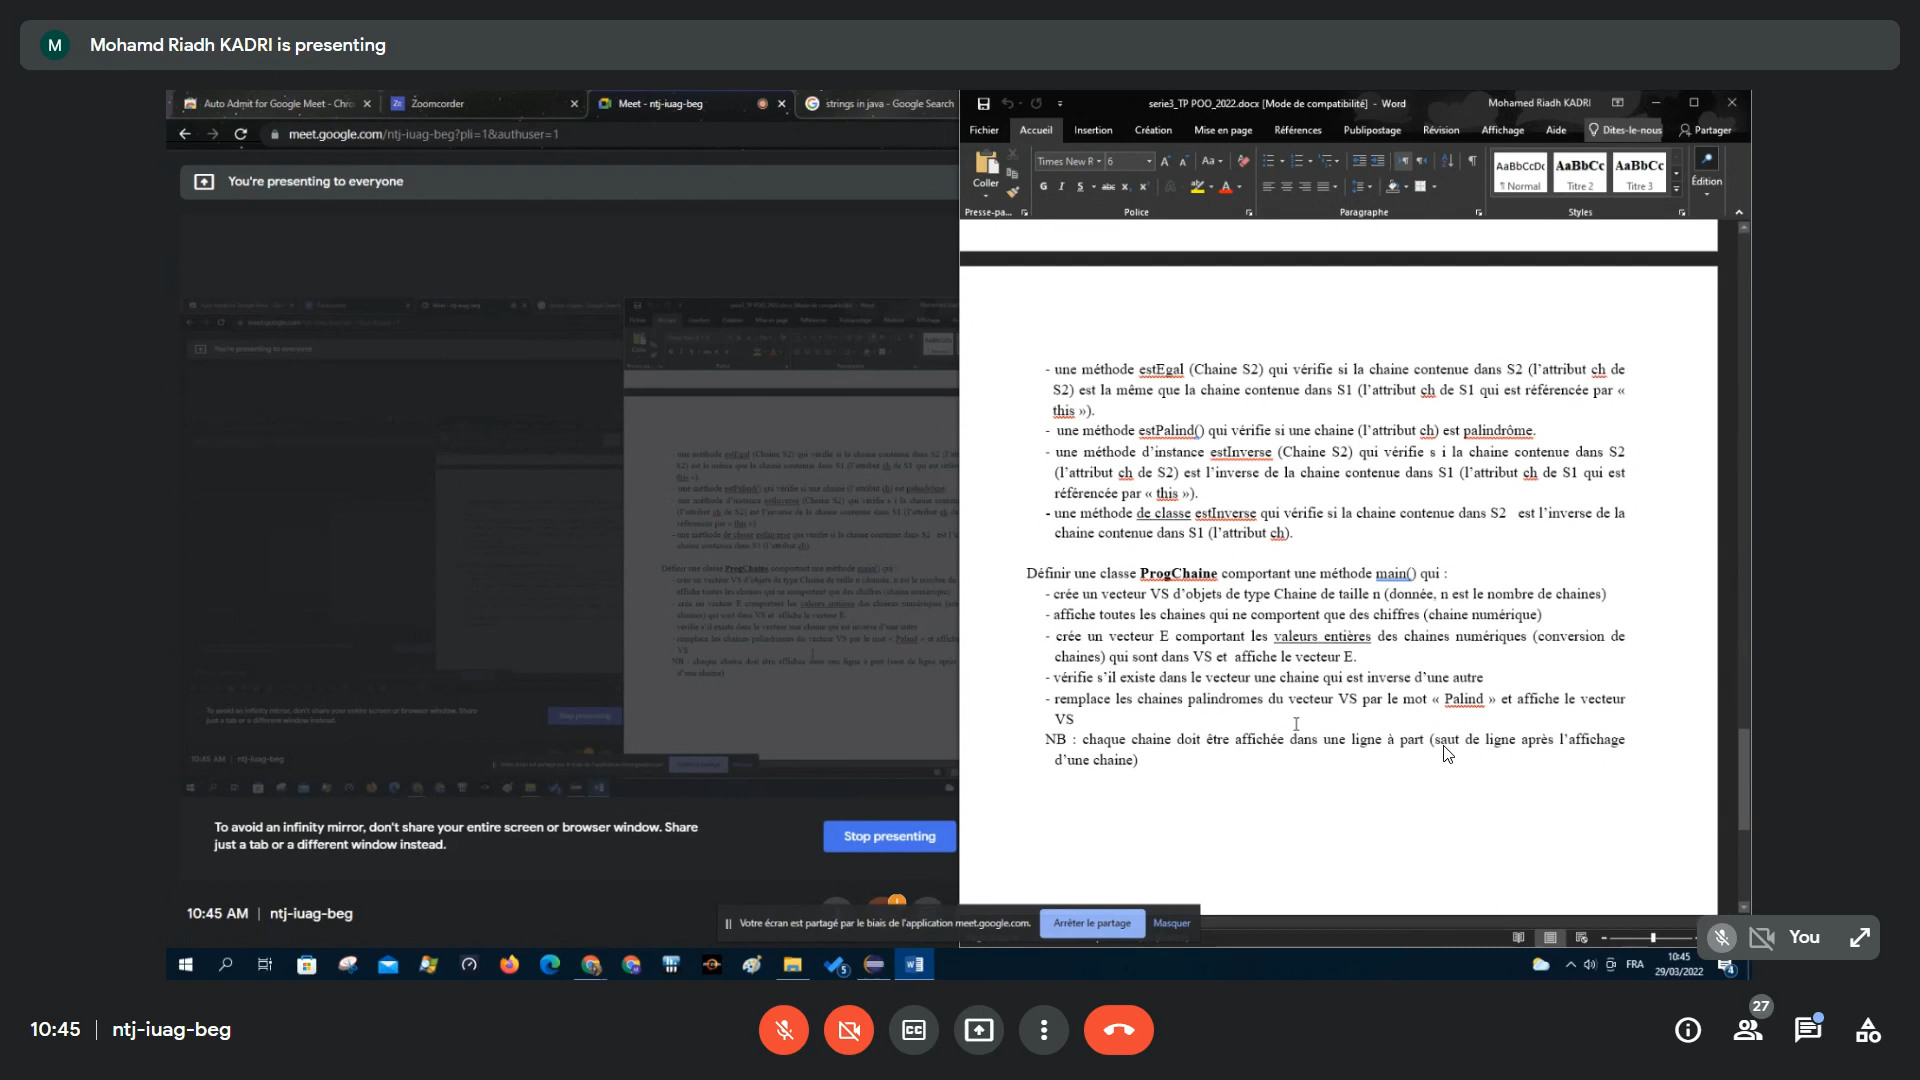 M Mohamd Riadh KADRI is presenting
Auto Admit for Google Meet - Chro
Zoomcorder
Meet - ntj-iuag-beg
strings in java - Google Search
meet.google.com/ntj-iuag-beg?pli=1&authuser=1
You're presenting to everyone
serie3_TP POO_2022.docx [Mode de compatibilité] - Word
Mohamed Riadh KADRI
Fichier Accueil Insertion Création Mise en page Références Publipostage Révision Affichage Aide Dites-le-nous Partager
Times New R 6
Coller
G I S abc
AaBbCcDc AaBbCc AaBbCc
¶ Normal Titre 2 Titre 3
Édition
Presse-pa... Police Paragraphe Styles
- une méthode estEgal (Chaine S2) qui vérifie si la chaine contenue dans S2 (l'attribut ch de
S2) est la même que la chaine contenue dans S1 (l'attribut ch de S1 qui est référencée par «
this »).
- une méthode estPalind() qui vérifie si une chaine (l'attribut ch) est palindrôme.
- une méthode d'instance estInverse (Chaine S2) qui vérifie s i la chaine contenue dans S2
(l'attribut ch de S2) est l'inverse de la chaine contenue dans S1 (l'attribut ch de S1 qui est
référencée par « this »).
- une méthode de classe estInverse qui vérifie si la chaine contenue dans S2 est l'inverse de la
chaine contenue dans S1 (l'attribut ch).
Définir une classe ProgChaine comportant une méthode main() qui :
- crée un vecteur VS d'objets de type Chaine de taille n (donnée, n est le nombre de chaines)
- affiche toutes les chaines qui ne comportent que des chiffres (chaine numérique)
- crée un vecteur E comportant les valeurs entières des chaines numériques (conversion de
chaines) qui sont dans VS et affiche le vecteur E.
- vérifie s'il existe dans le vecteur une chaine qui est inverse d'une autre
- remplace les chaines palindromes du vecteur VS par le mot « Palind » et affiche le vecteur
VS
NB : chaque chaine doit être affichée dans une ligne à part (saut de ligne après l'affichage
d'une chaine)
To avoid an infinity mirror, don't share your entire screen or browser window. Share
just a tab or a different window instead.
Stop presenting
10:45 AM | ntj-iuag-beg
Votre écran est partagé par le biais de l'application meet.google.com.
Arrêter le partage
Masquer
You
FRA
10:45
29/03/2022
10:45 | ntj-iuag-beg
27